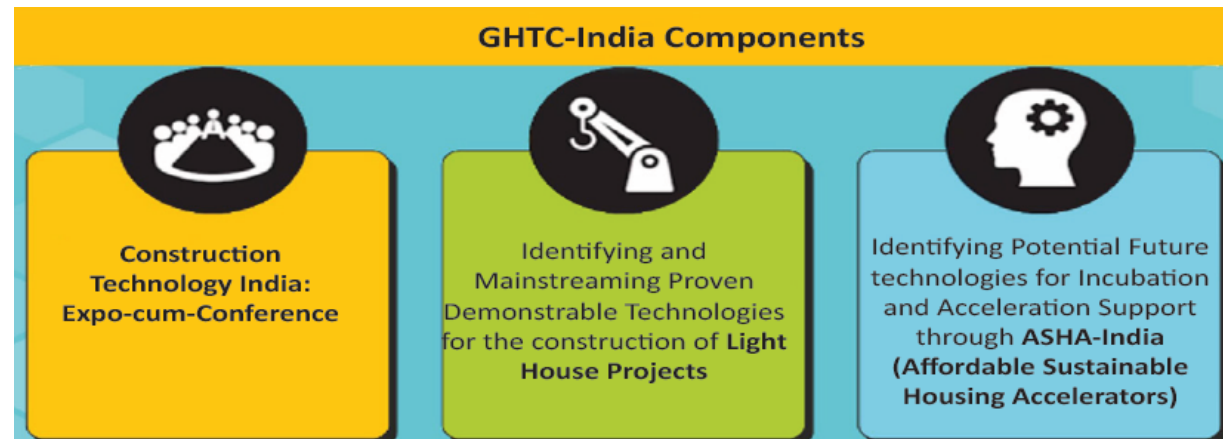 GHTC-India Components
Construction
Technology India:
Expo-cum-Conference
Identifying and
Mainstreaming Proven
Demonstrable Technologies
for the construction of Light
House Projects
Identifying Potential Future
technologies for Incubation
and Acceleration Support
through ASHA-India
(Affordable Sustainable
Housing Accelerators)